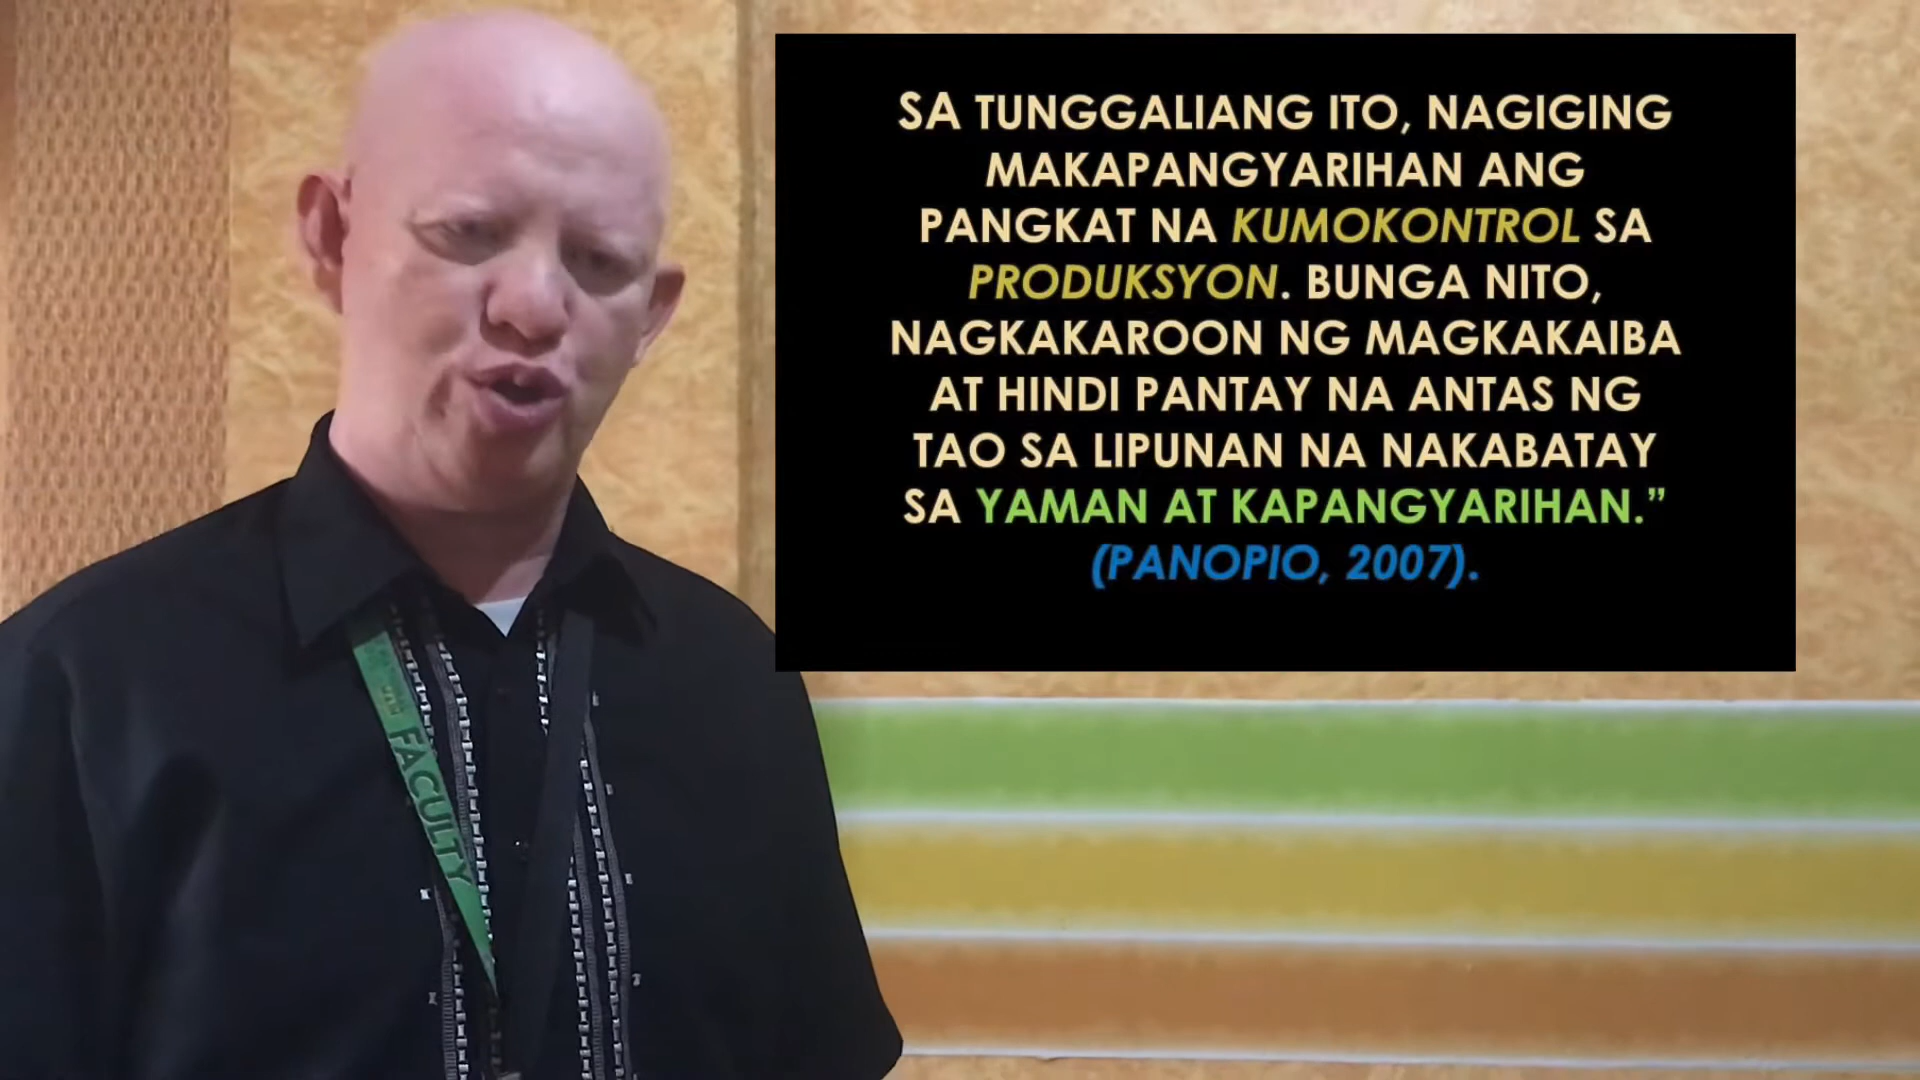 SA TUNGGALIANG ITO, NAGIGING
MAKAPANGYARIHAN ANG
PANGKAT NA KUMOKONTROL SA
PRODUKSYON. BUNGA NITO,
NAGKAKAROON NG MAGKAKAIBA
AT HINDI PANTAY NA ANTAS NG
TAO SA LIPUNAN NA NAKABATAY
SA YAMAN AT KAPANGYARIHAN.”
(PANOPIO, 2007).
FACULTY